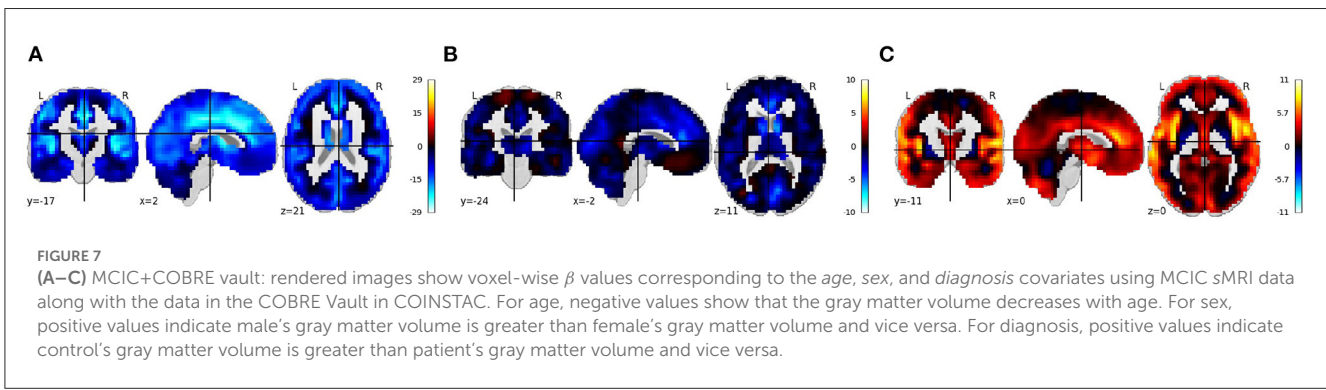 A
B
C
L R
L R
29
15
0
-15
-29
y=-17
x=2
z=21
L R
L R
10
5
0
-5
-10
y=-24
x=-2
z=11
L R
L R
11
5.7
0
-5.7
-11
y=-11
x=0
z=0
FIGURE 7
(A–C) MCIC+COBRE vault: rendered images show voxel-wise β values corresponding to the age, sex, and diagnosis covariates using MCIC sMRI data
along with the data in the COBRE Vault in COINSTAC. For age, negative values show that the gray matter volume decreases with age. For sex,
positive values indicate male's gray matter volume is greater than female's gray matter volume and vice versa. For diagnosis, positive values indicate
control's gray matter volume is greater than patient's gray matter volume and vice versa.